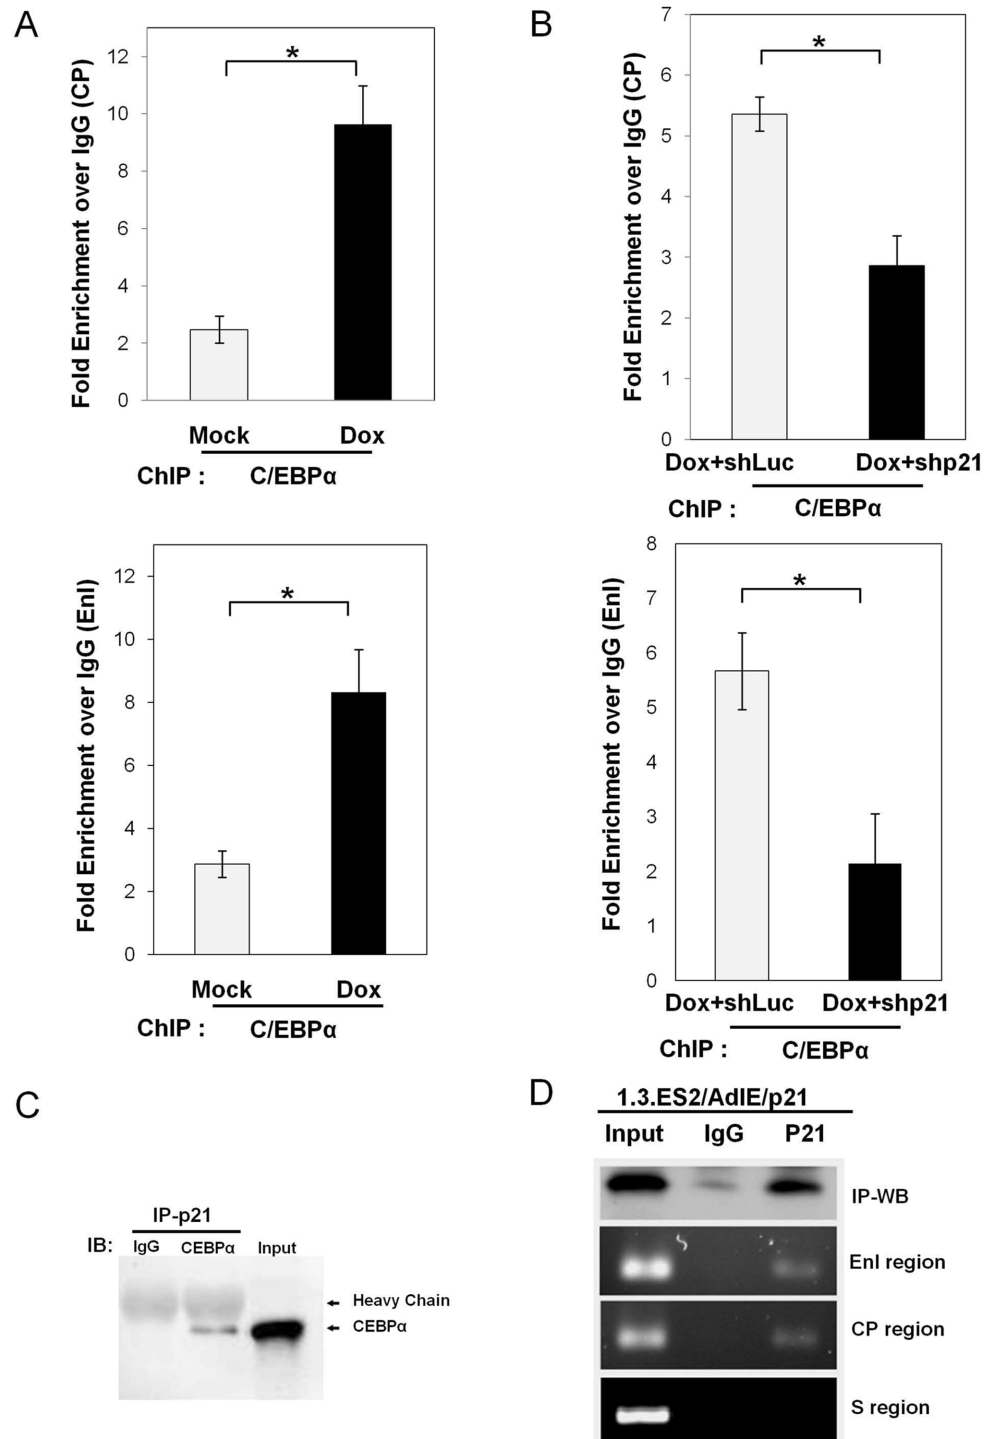 A
Fold Enrichment over IgG (CP)
12
10
8
6
4
2
0
*
Mock Dox
ChIP : C/EBPα
Fold Enrichment over IgG (EnI)
12
10
8
6
4
2
0
*
Mock Dox
ChIP : C/EBPα
B
Fold Enrichment over IgG (CP)
7
6
5
4
3
2
1
0
*
Dox+shLuc Dox+shp21
ChIP : C/EBPα
Fold Enrichment over IgG (EnI)
8
7
6
5
4
3
2
1
0
*
Dox+shLuc Dox+shp21
ChIP : C/EBPα
C
IP-p21
IB: IgG CEBPα Input
Heavy Chain
CEBPα
D
1.3.ES2/AdIE/p21
Input IgG P21
IP-WB
EnI region
CP region
S region